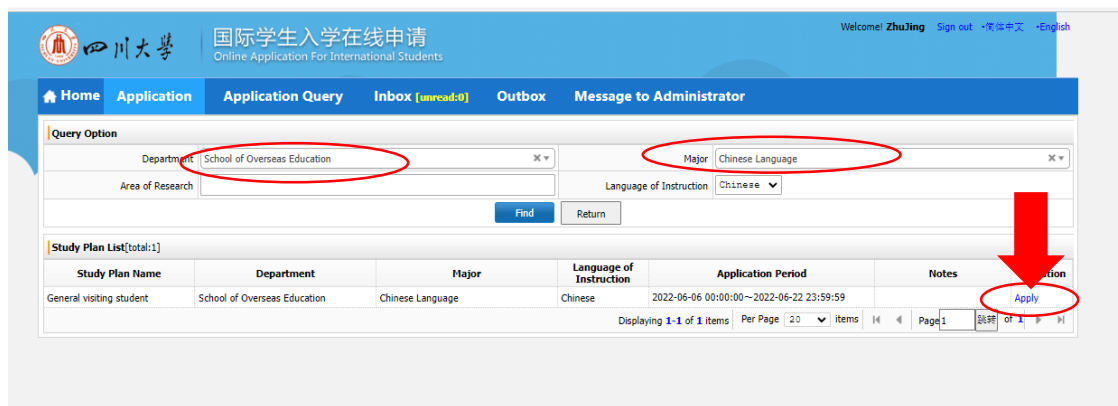 Welcome! ZhuJing Sign out ·简体中文 ·English
四川大学 国际学生入学在线申请
Online Application For International Students
Home Application Application Query Inbox [unread:0] Outbox Message to Administrator
Query Option
Department School of Overseas Education Major Chinese Language
Area of Research Language of Instruction Chinese
Find Return
Study Plan List[total:1]
Study Plan Name Department Major Language of Instruction Application Period Notes
General visiting student School of Overseas Education Chinese Language Chinese 2022-06-06 00:00:00~2022-06-22 23:59:59 Apply
Displaying 1-1 of 1 items Per Page 20 items Page 1 跳转 of 1